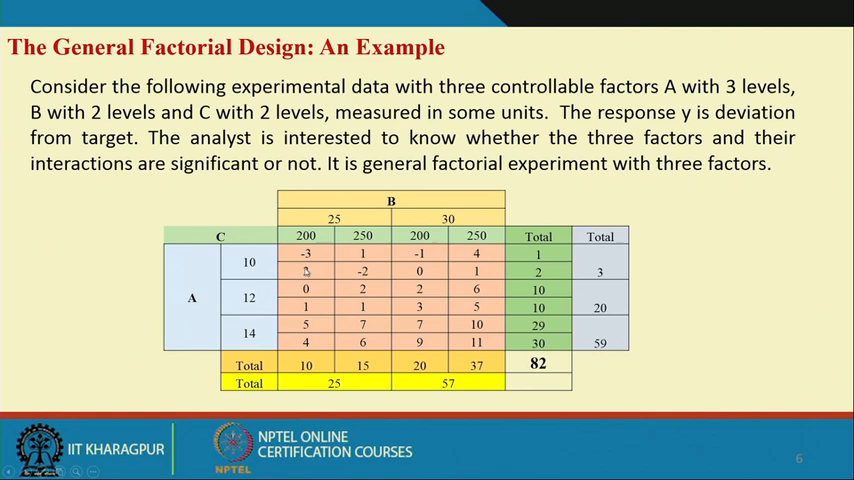 The General Factorial Design: An Example
Consider the following experimental data with three controllable factors A with 3 levels,
B with 2 levels and C with 2 levels, measured in some units. The response y is deviation
from target. The analyst is interested to know whether the three factors and their
interactions are significant or not. It is general factorial experiment with three factors.
B
25 30
C 200 250 200 250 Total Total
A
10
-3 1 -1 4 1
-2 0 1 2 3
12
0 2 2 6 10
1 1 3 5 10 20
14
5 7 7 10 29
4 6 9 11 30 59
Total 10 15 20 37 82
Total 25 57
IIT KHARAGPUR
NPTEL
NPTEL ONLINE
CERTIFICATION COURSES
6